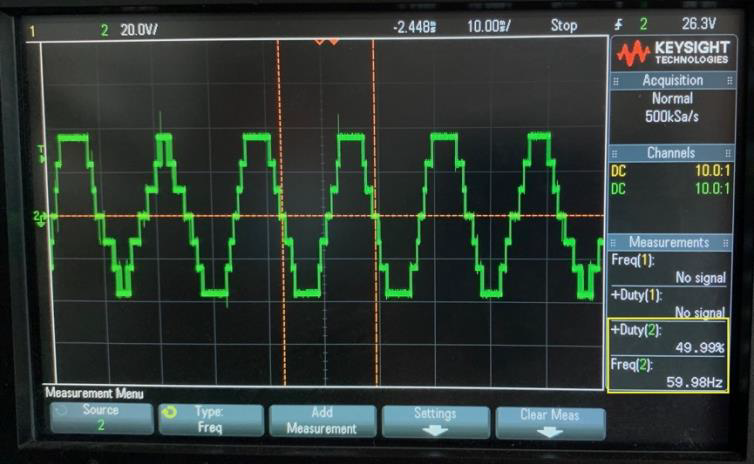 1 2 20.0V/ -2.448s 10.00s/ Stop 2 26.3V
KEYSIGHT
TECHNOLOGIES
Acquisition
Normal
500kSa/s
Channels
DC 10.0:1
DC 10.0:1
Measurements
Freq(1):
No signal
+Duty(1):
No signal
+Duty(2):
49.99%
Freq(2):
59.98Hz
T
2
Measurement Menu
Source
2
Type:
Freq
Add
Measurement
Settings
Clear Meas